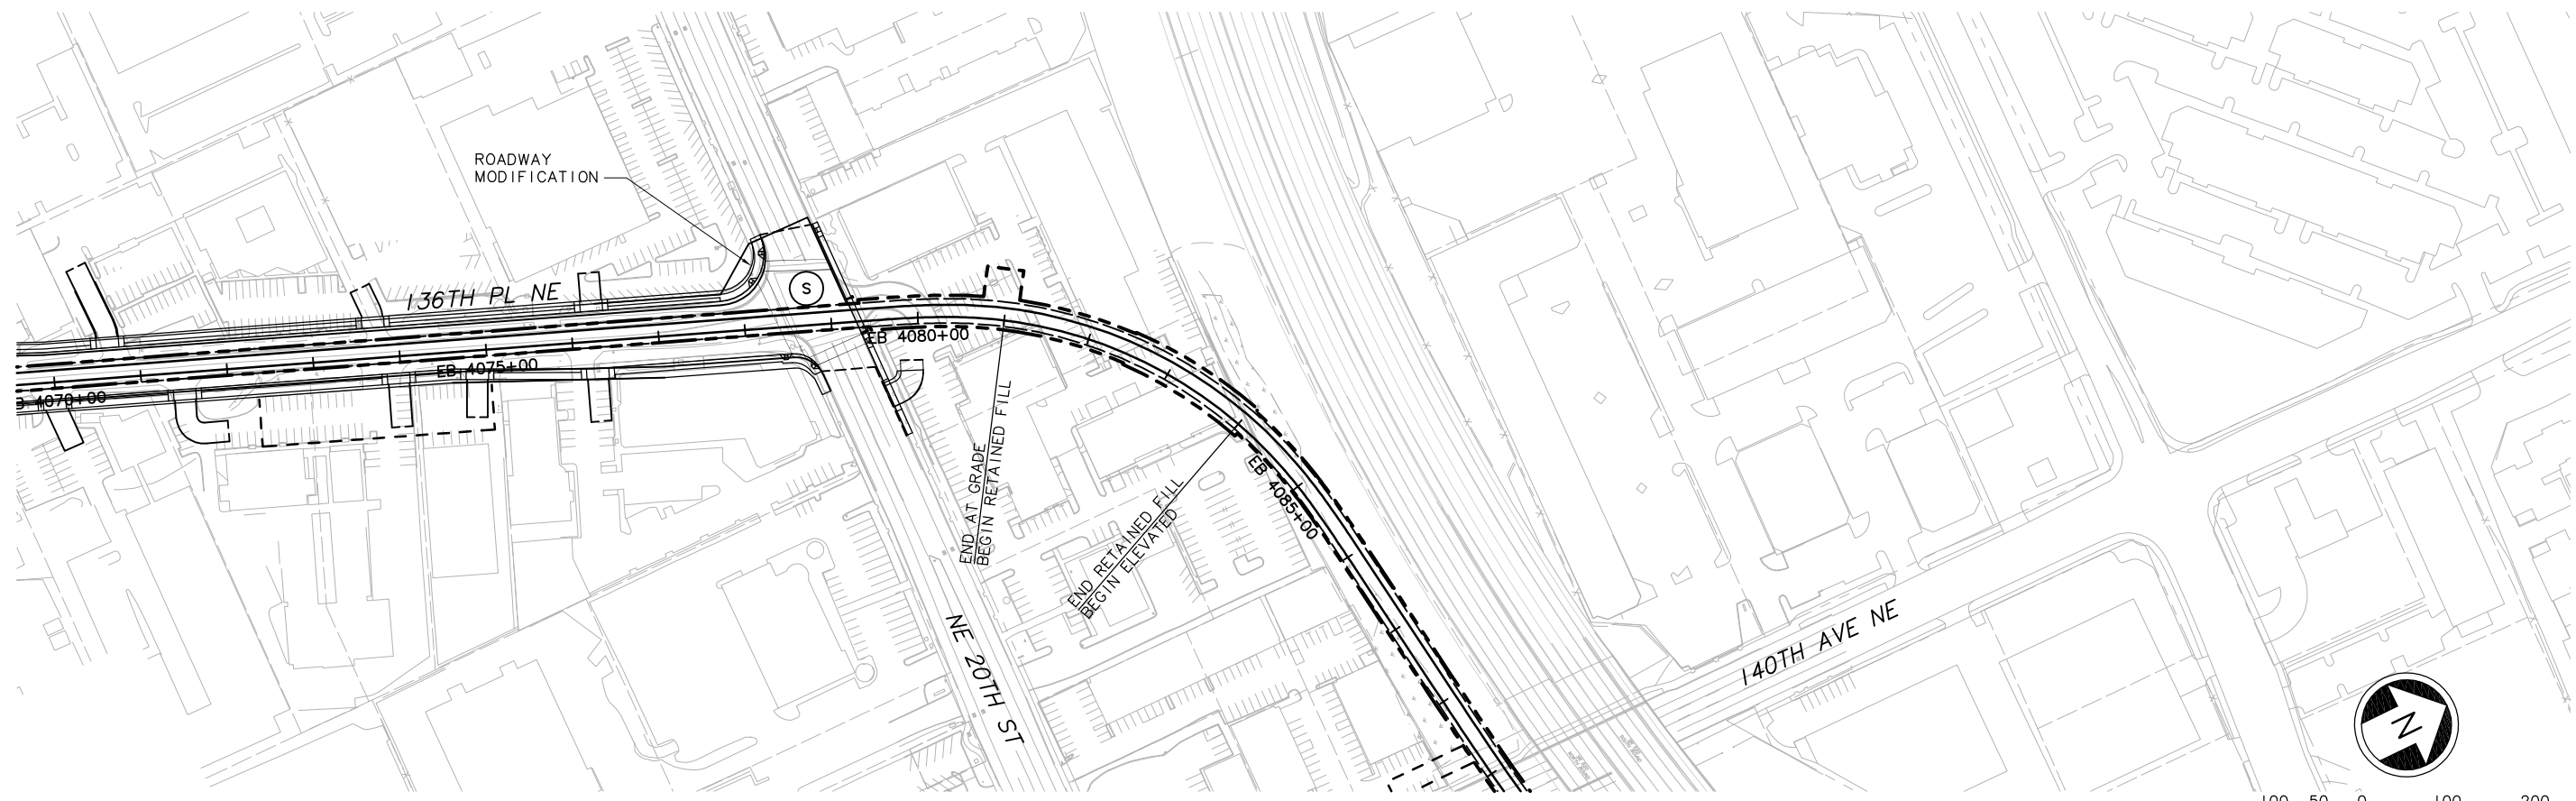 ROADWAY
MODIFICATION
136TH PL NE
S
EB 4080+00
EB 4075+00
4070+00
END AT GRADE
BEGIN RETAINED FILL
END RETAINED FILL
BEGIN ELEVATED
EB 4085+00
NE 20TH ST
140TH AVE NE
N
100 50 0 100 200